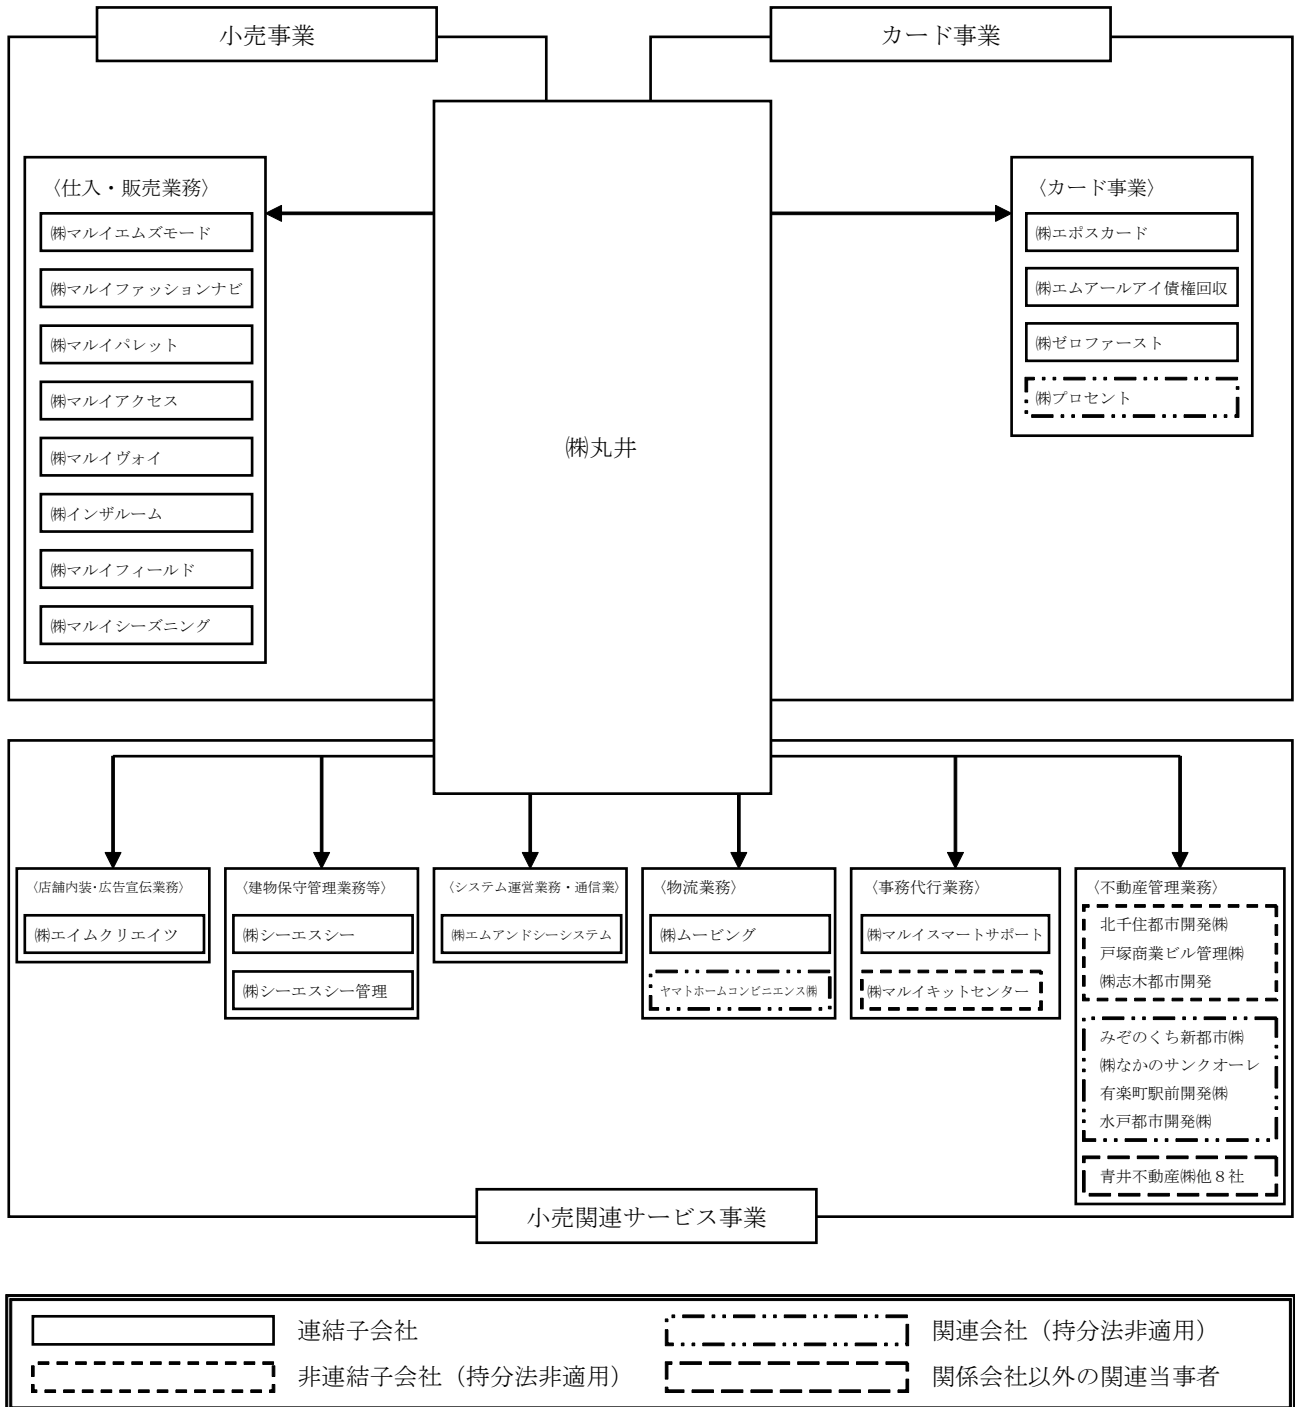 小売事業
カード事業
〈仕入・販売業務〉
㈱マルイエムズモード
㈱マルイファッションナビ
㈱マルイパレット
㈱マルイアクセス
㈱マルイヴォイ
㈱インザルーム
㈱マルイフィールド
㈱マルイシーズニング
㈱丸井
〈カード事業〉
㈱エポスカード
㈱エムアールアイ債権回収
㈱ゼロファースト
㈱プロセント
〈店舗内装・広告宣伝業務〉
㈱エイムクリエイツ
〈建物保守管理業務等〉
㈱シーエスシー
㈱シーエスシー管理
〈システム運営業務・通信業〉
㈱エムアンドシーシステム
〈物流業務〉
㈱ムービング
ヤマトホームコンビニエンス㈱
〈事務代行業務〉
㈱マルイスマートサポート
㈱マルイキットセンター
〈不動産管理業務〉
北千住都市開発㈱
戸塚商業ビル管理㈱
㈱志木都市開発
みぞのくち新都市㈱
㈱なかのサンクオーレ
有楽町駅前開発㈱
水戸都市開発㈱
青井不動産㈱他８社
小売関連サービス事業
連結子会社
関連会社（持分法非適用）
非連結子会社（持分法非適用）
関係会社以外の関連当事者